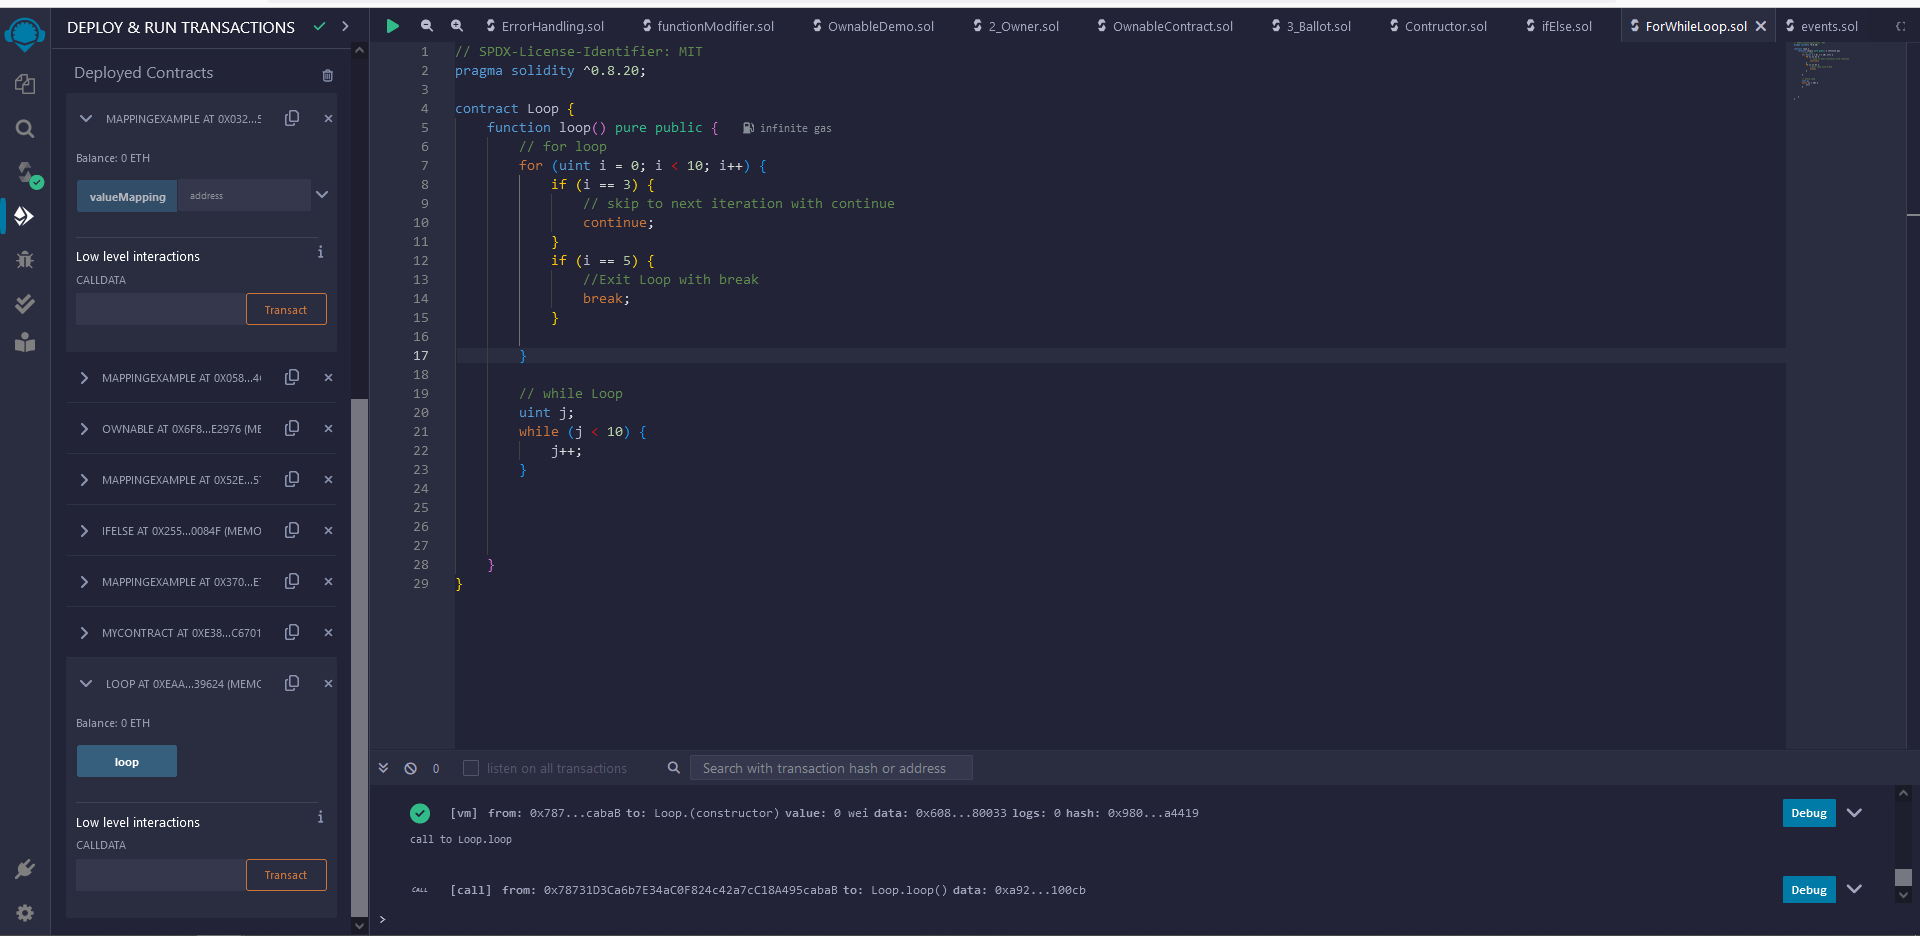 DEPLOY & RUN TRANSACTIONS
Deployed Contracts
MAPPINGEXAMPLE AT 0X032...5
Balance: 0 ETH
valueMapping address
Low level interactions
i
CALLDATA
Transact
MAPPINGEXAMPLE AT 0X058...4
OWNABLE AT 0X6F8...E2976 (ME
MAPPINGEXAMPLE AT 0X52E...5
IFELSE AT 0X255...0084F (MEMO
MAPPINGEXAMPLE AT 0X370...E
MYCONTRACT AT 0XE38...C6701
LOOP AT 0XEAA...39624 (MEMO
Balance: 0 ETH
loop
Low level interactions
i
CALLDATA
Transact
ErrorHandling.sol functionModifier.sol OwnableDemo.sol 2_Owner.sol OwnableContract.sol 3_Ballot.sol Contructor.sol ifElse.sol ForWhileLoop.sol events.sol
1 // SPDX-License-Identifier: MIT
2 pragma solidity ^0.8.20;
3
4 contract Loop {
5 function loop() pure public { infinite gas
6 // for loop
7 for (uint i = 0; i < 10; i++) {
8 if (i == 3) {
9 // skip to next iteration with continue
10 continue;
11 }
12 if (i == 5) {
13 //Exit Loop with break
14 break;
15 }
16
17 }
18
19 // while Loop
20 uint j;
21 while (j < 10) {
22 j++;
23 }
24
25
26
27
28 }
29 }
0 listen on all transactions Search with transaction hash or address
[vm] from: 0x787...cabaB to: Loop.(constructor) value: 0 wei data: 0x608...80033 logs: 0 hash: 0x980...a4419 Debug
call to Loop.loop
CALL [call] from: 0x78731D3Ca6b7E34aC0F824c42a7cC18A495cabaB to: Loop.loop() data: 0xa92...100cb Debug
>